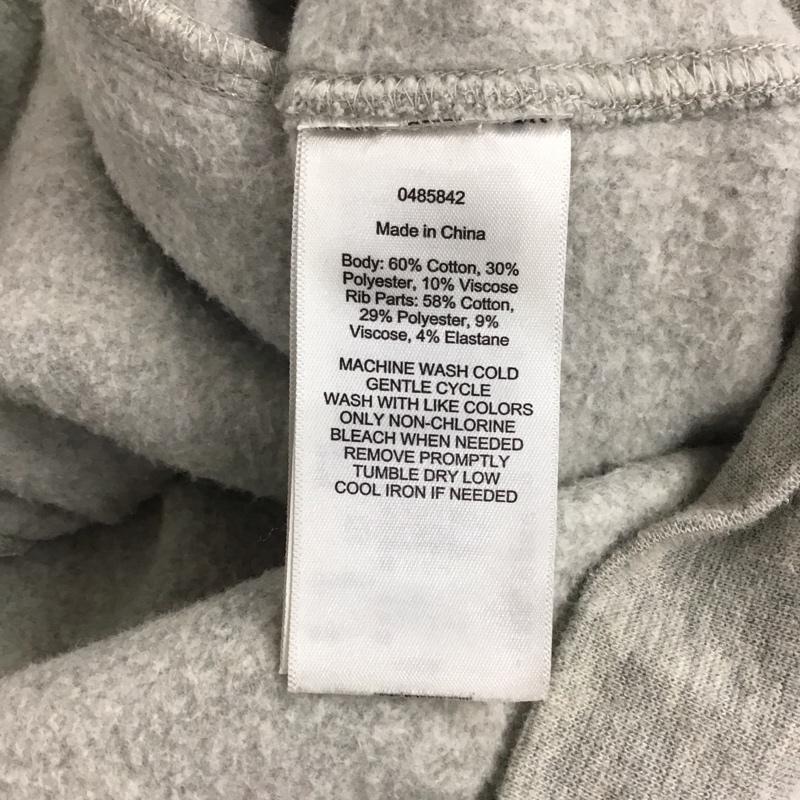 0485842
Made in China
Body: 60% Cotton, 30%
Polyester, 10% Viscose
Rib Parts: 58% Cotton,
29% Polyester, 9%
Viscose, 4% Elastane
MACHINE WASH COLD
GENTLE CYCLE
WASH WITH LIKE COLORS
ONLY NON-CHLORINE
BLEACH WHEN NEEDED
REMOVE PROMPTLY
TUMBLE DRY LOW
COOL IRON IF NEEDED